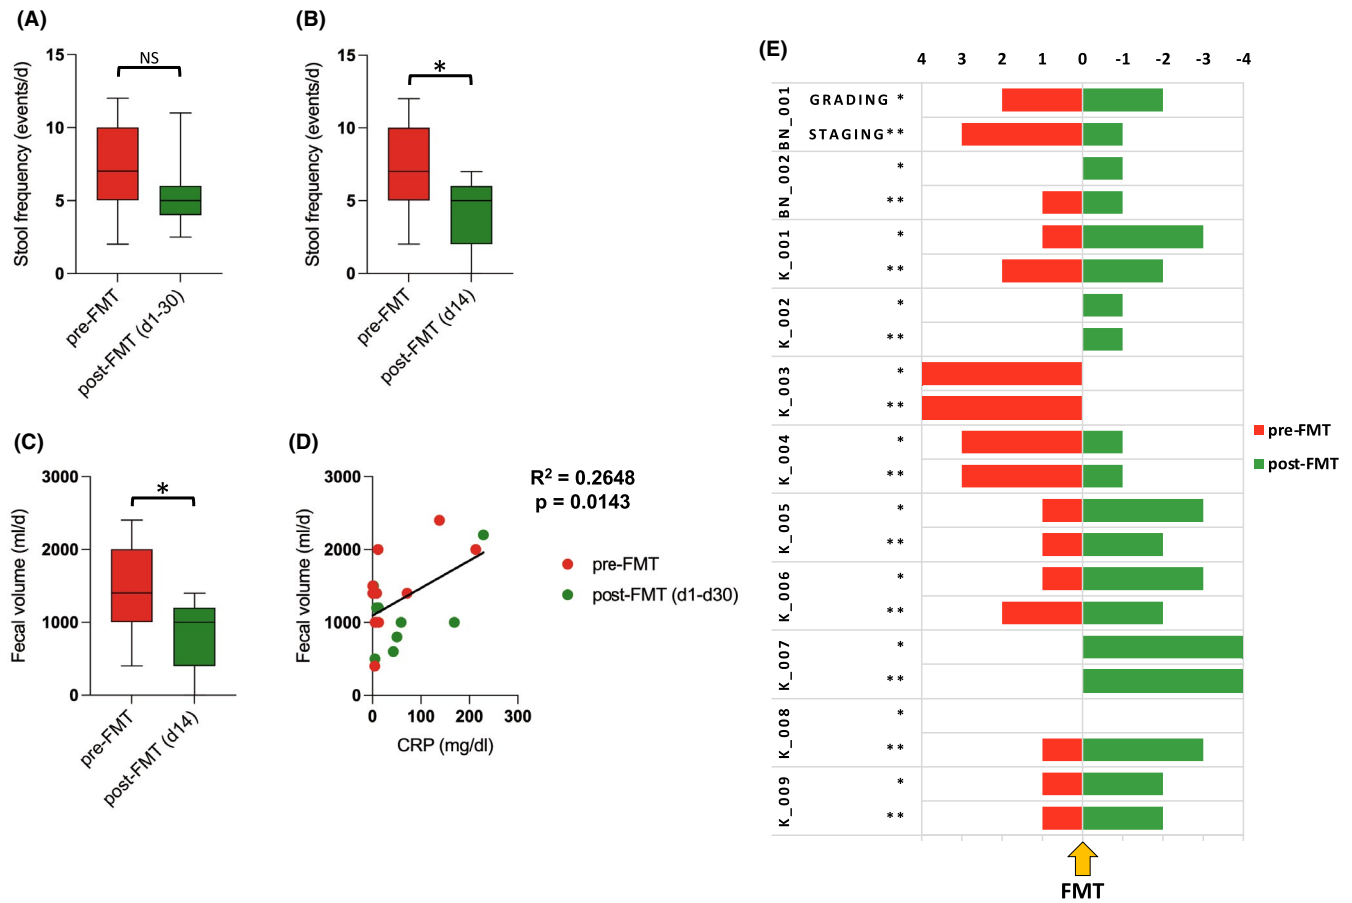 (A)
15
10
5
0
Stool frequency (events/d)
NS
pre-FMT
post-FMT (d1-30)
(B)
15
10
5
0
Stool frequency (events/d)
*
pre-FMT
post-FMT (d14)
(C)
3000
2000
1000
0
Fecal volume (ml/d)
*
pre-FMT
post-FMT (d14)
(D)
3000
2000
1000
0
Fecal volume (ml/d)
0 100 200 300
CRP (mg/dl)
R² = 0.2648
p = 0.0143
pre-FMT
post-FMT (d1-d30)
(E)
4 3 2 1 0 -1 -2 -3 -4
BN_001
GRADING *
STAGING**
BN_002
*
**
K_001
*
**
K_002
*
**
K_003
*
**
K_004
*
**
K_005
*
**
K_006
*
**
K_007
*
**
K_008
*
**
K_009
*
**
pre-FMT
post-FMT
FMT